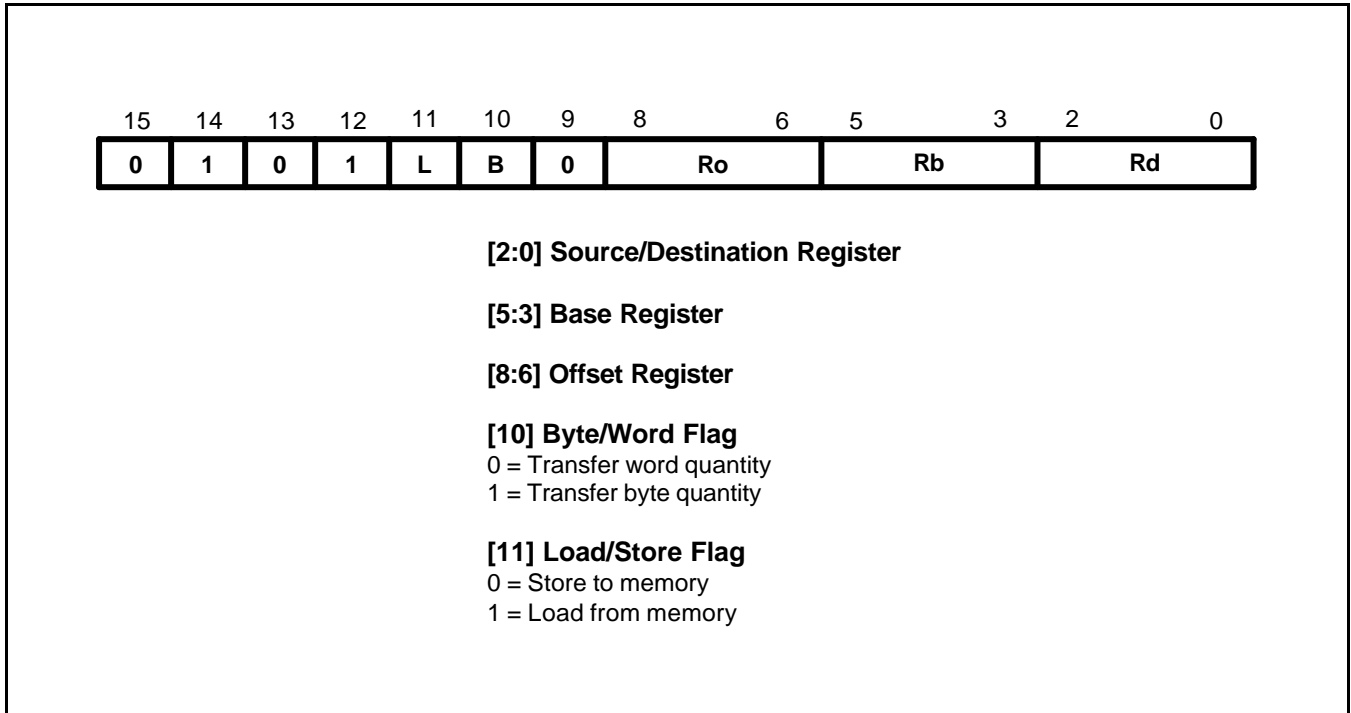 15 14 13 12 11 10 9 8 6 5 3 2 0
0 1 0 1 L B 0 Ro Rb Rd
[2:0] Source/Destination Register
[5:3] Base Register
[8:6] Offset Register
[10] Byte/Word Flag
0 = Transfer word quantity
1 = Transfer byte quantity
[11] Load/Store Flag
0 = Store to memory
1 = Load from memory